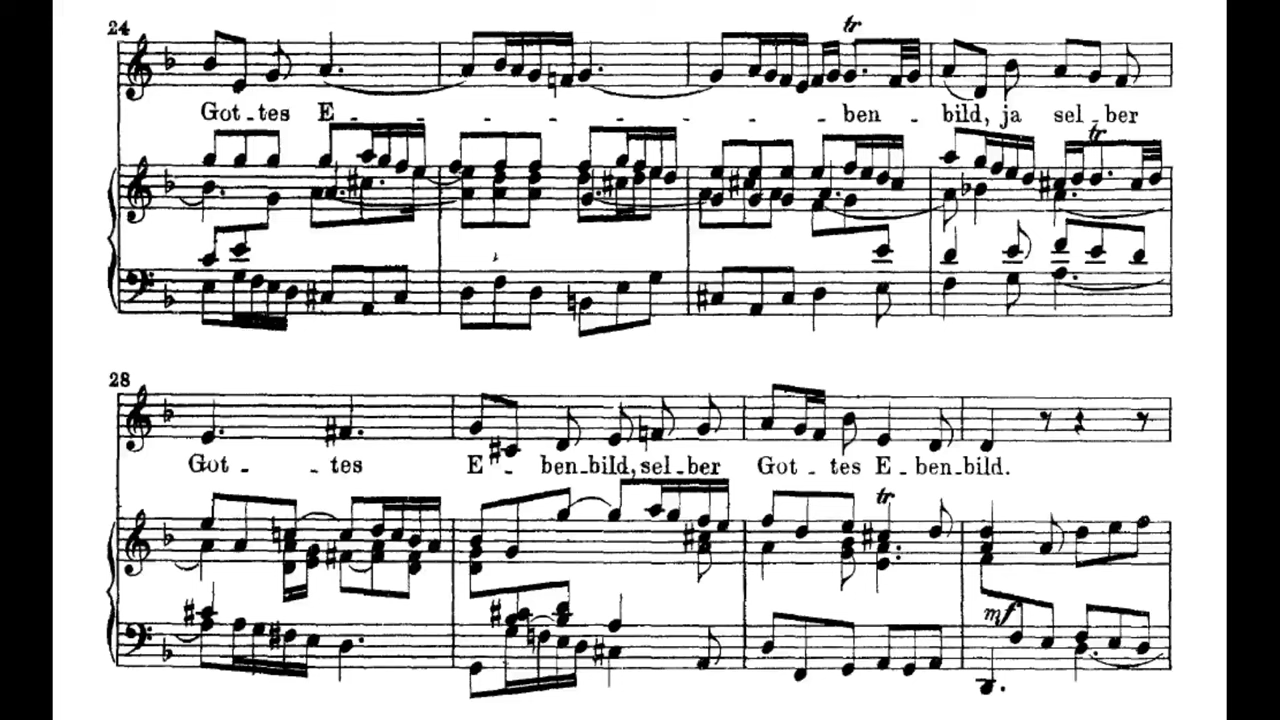 24
tr
Got - tes E - - - - - - - - - ben - bild, ja sel - ber
tr
28
Got - - tes E - ben-bild, sel - ber Got - tes E - ben-bild.
tr
mf